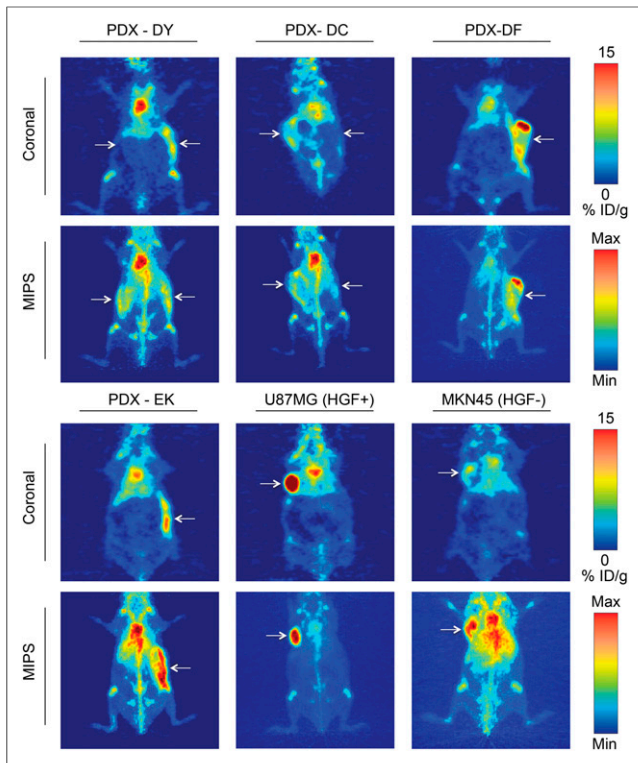 PDX - DY
PDX- DC
PDX-DF
Coronal
15
0
% ID/g
MIPS
Max
Min
PDX - EK
U87MG (HGF+)
MKN45 (HGF-)
Coronal
15
0
% ID/g
MIPS
Max
Min